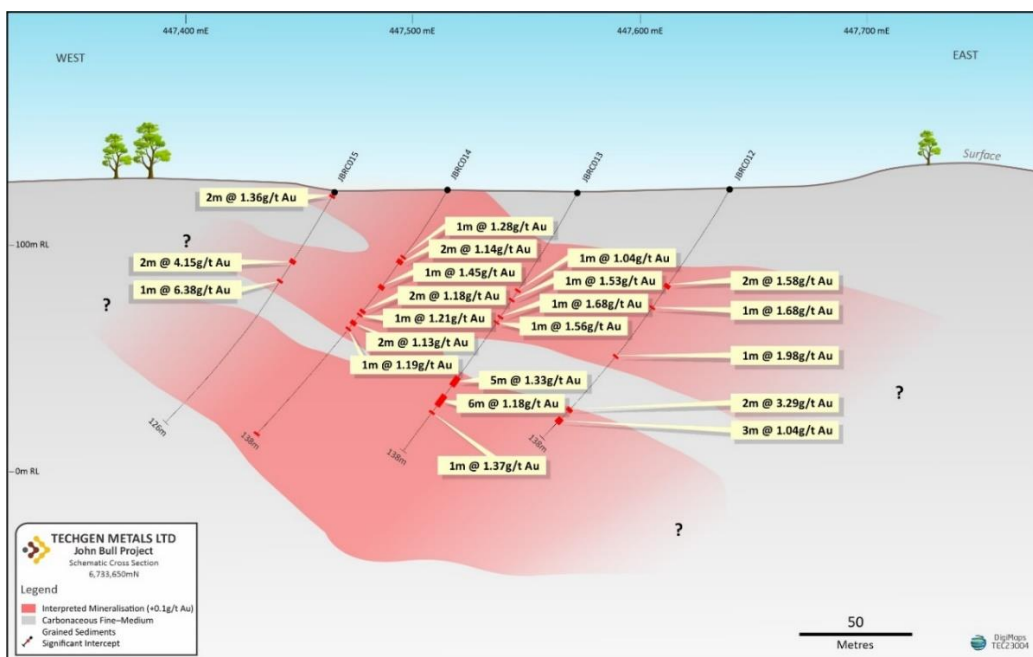 447,400 mE
447,500 mE
447,600 mE
447,700 mE
WEST
EAST
JBRC015
JBRC014
JBRC013
JBRC012
Surface
2m @ 1.36g/t Au
1m @ 1.28g/t Au
100m RL
?
2m @ 1.14g/t Au
1m @ 1.04g/t Au
2m @ 4.15g/t Au
1m @ 1.45g/t Au
1m @ 1.53g/t Au
2m @ 1.58g/t Au
1m @ 6.38g/t Au
2m @ 1.18g/t Au
1m @ 1.68g/t Au
1m @ 1.68g/t Au
?
1m @ 1.21g/t Au
1m @ 1.56g/t Au
2m @ 1.13g/t Au
1m @ 1.98g/t Au
1m @ 1.19g/t Au
5m @ 1.33g/t Au
?
6m @ 1.18g/t Au
2m @ 3.29g/t Au
3m @ 1.04g/t Au
126m
138m
138m
138m
0m RL
1m @ 1.37g/t Au
?
TECHGEN METALS LTD
John Bull Project
Schematic Cross Section
6,733,650mN
Legend
Interpreted Mineralisation (+0.1g/t Au)
Carbonaceous Fine–Medium
Grained Sediments
Significant Intercept
50
Metres
DigiMaps
TEC23004